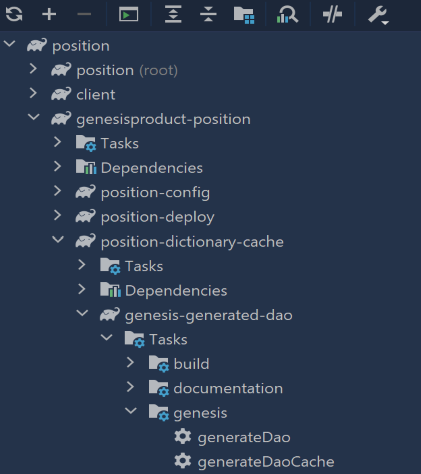 position
position (root)
client
genesisproduct-position
Tasks
Dependencies
position-config
position-deploy
position-dictionary-cache
Tasks
Dependencies
genesis-generated-dao
Tasks
build
documentation
genesis
generateDao
generateDaoCache